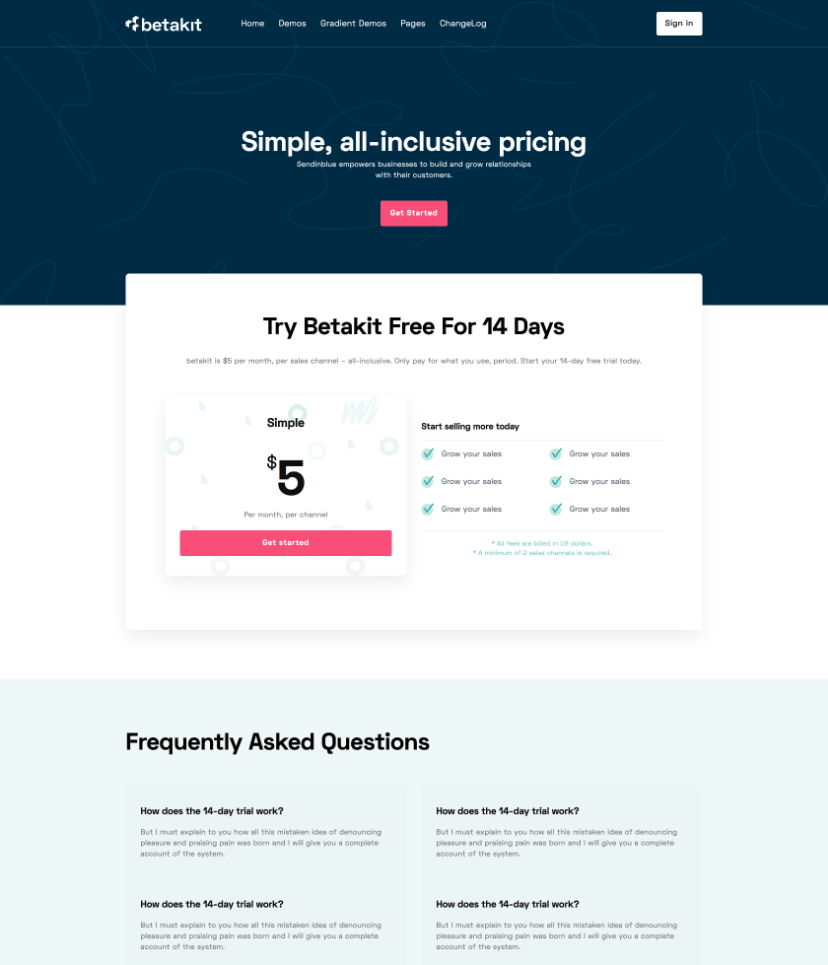 betakit
Home Demos Gradient Demos Pages ChangeLog
Sign in
Simple, all-inclusive pricing
Sendinblue empowers businesses to build and grow relationships
with their customers.
Get Started
Try Betakit Free For 14 Days
betakit is $5 per month, per sales channel – all-inclusive. Only pay for what you use, period. Start your 14-day free trial today.
Simple
$5
Per month, per channel
Get started
Start selling more today
Grow your sales Grow your sales
Grow your sales Grow your sales
Grow your sales Grow your sales
* All fees are billed in US dollars.
* A minimum of 2 sales channels is required.
Frequently Asked Questions
How does the 14-day trial work?
But I must explain to you how all this mistaken idea of denouncing
pleasure and praising pain was born and I will give you a complete
account of the system.
How does the 14-day trial work?
But I must explain to you how all this mistaken idea of denouncing
pleasure and praising pain was born and I will give you a complete
account of the system.
How does the 14-day trial work?
But I must explain to you how all this mistaken idea of denouncing
pleasure and praising pain was born and I will give you a complete
account of the system.
How does the 14-day trial work?
But I must explain to you how all this mistaken idea of denouncing
pleasure and praising pain was born and I will give you a complete
account of the system.